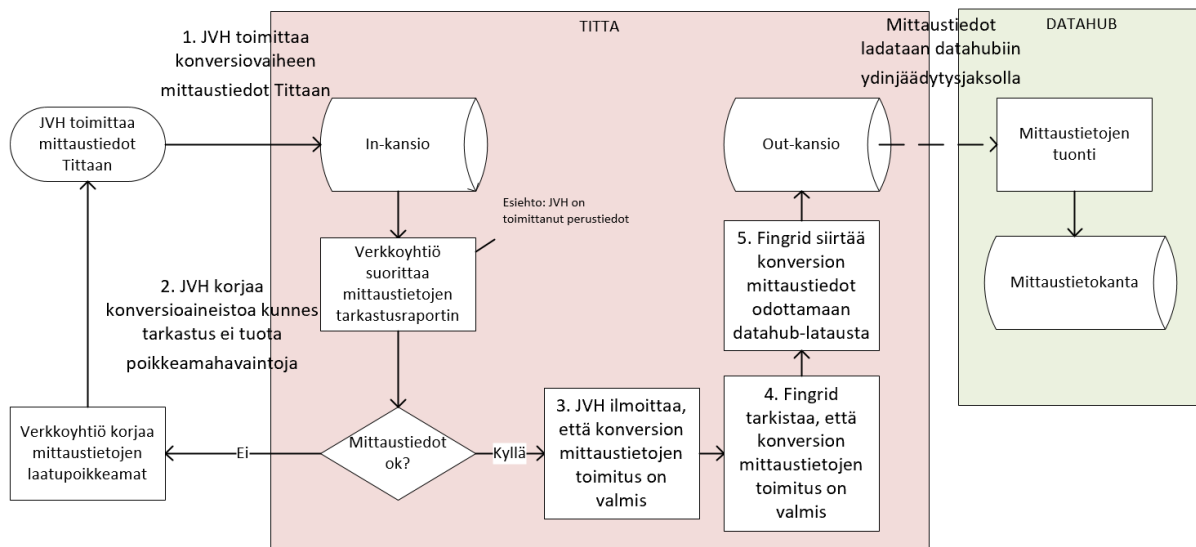 TITTA
DATAHUB
1. JVH toimittaa
konversiovaiheen
mittaustiedot Tittaan
Mittaustiedot
ladataan datahubiin
ydinjäädytysjaksolla
JVH toimittaa
mittaustiedot
Tittaan
In-kansio
Out-kansio
Mittaustietojen
tuonti
Esiehto: JVH on
toimittanut perustiedot
Verkkoyhtiö
suorittaa
mittaustietojen
tarkastusraportin
5. Fingrid siirtää
konversion
mittaustiedot
odottamaan
datahub-latausta
Mittaustietokanta
2. JVH korjaa
konversioaineistoa kunnes
tarkastus ei tuota
poikkeamahavaintoja
Verkkoyhtiö korjaa
mittaustietojen
laatupoikkeamat
Ei
Mittaustiedot
ok?
Kyllä
3. JVH ilmoittaa,
että konversion
mittaustietojen
toimitus on
valmis
4. Fingrid
tarkistaa, että
konversion
mittaustietojen
toimitus on
valmis